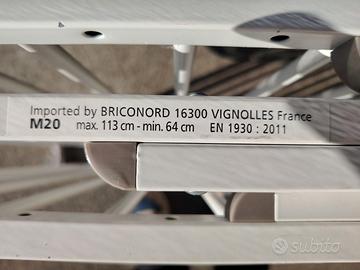 Imported by BRICONORD 16300 VIGNOLLES France
M20 max. 113 cm - min. 64 cm EN 1930 : 2011
subito